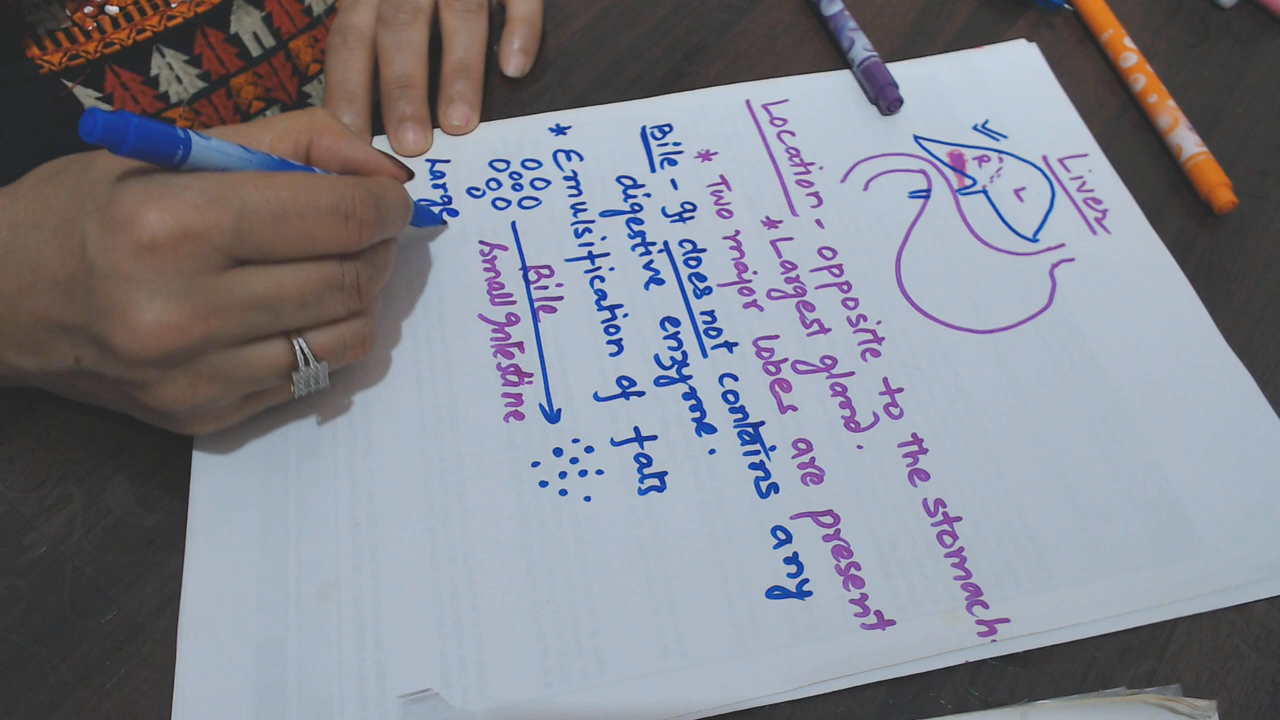 Liver
R
L
Location - opposite to the stomach.
* Largest gland.
* Two major lobes are present
Bile - It does not contains any
digestive enzyme.
* Emulsification of fats
Bile
Small Intestine
Large